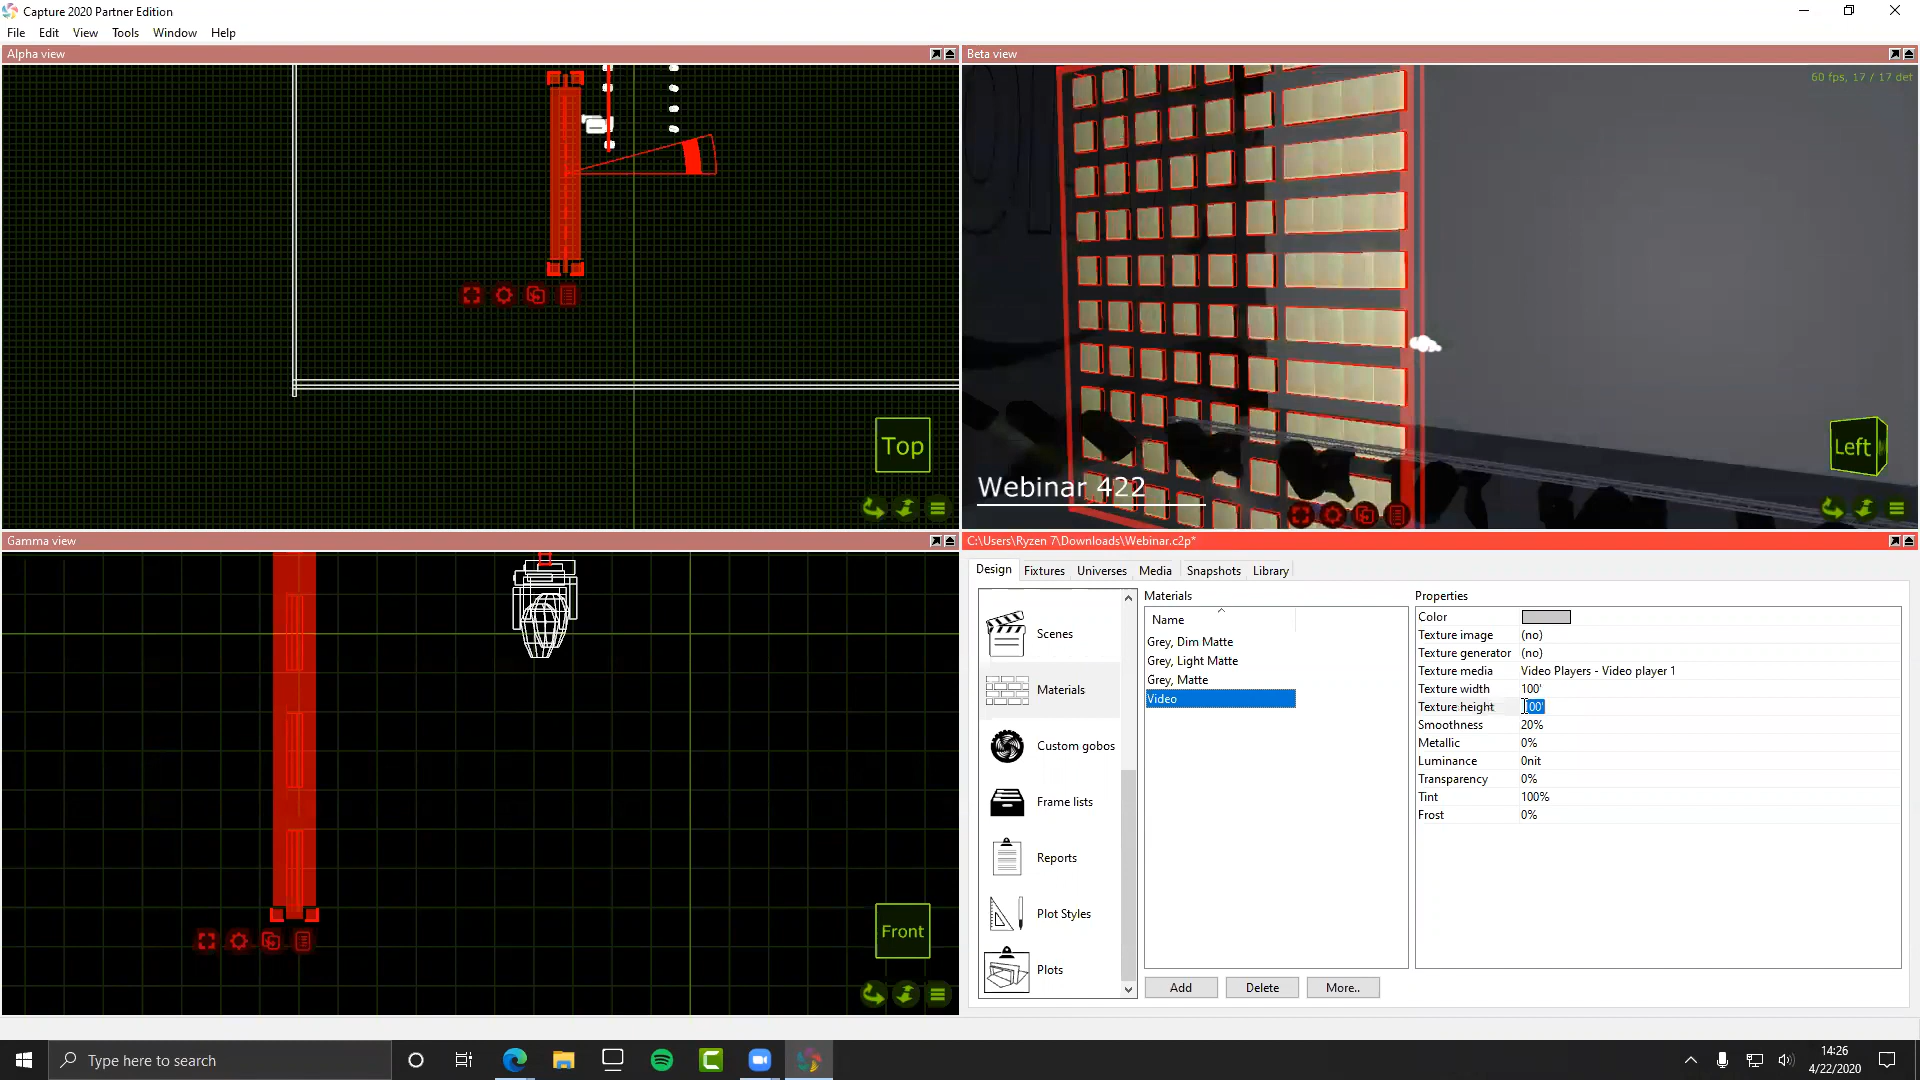 Capture 2020 Partner Edition
File Edit View Tools Window Help
Alpha view
Top
Beta view
60 fps, 17 / 17 det
Left
Webinar 422
Gamma view
Front
C:\Users\Ryzen 7\Downloads\Webinar.c2p*
Design Fixtures Universes Media Snapshots Library
Scenes
Materials
Custom gobos
Frame lists
Reports
Plot Styles
Plots
Materials
Name
Grey, Dim Matte
Grey, Light Matte
Grey, Matte
Video
Add Delete More..
Properties
Color
Texture image (no)
Texture generator (no)
Texture media Video Players - Video player 1
Texture width 100'
Texture height 100'
Smoothness 20%
Metallic 0%
Luminance 0nit
Transparency 0%
Tint 100%
Frost 0%
Type here to search
14:26
4/22/2020